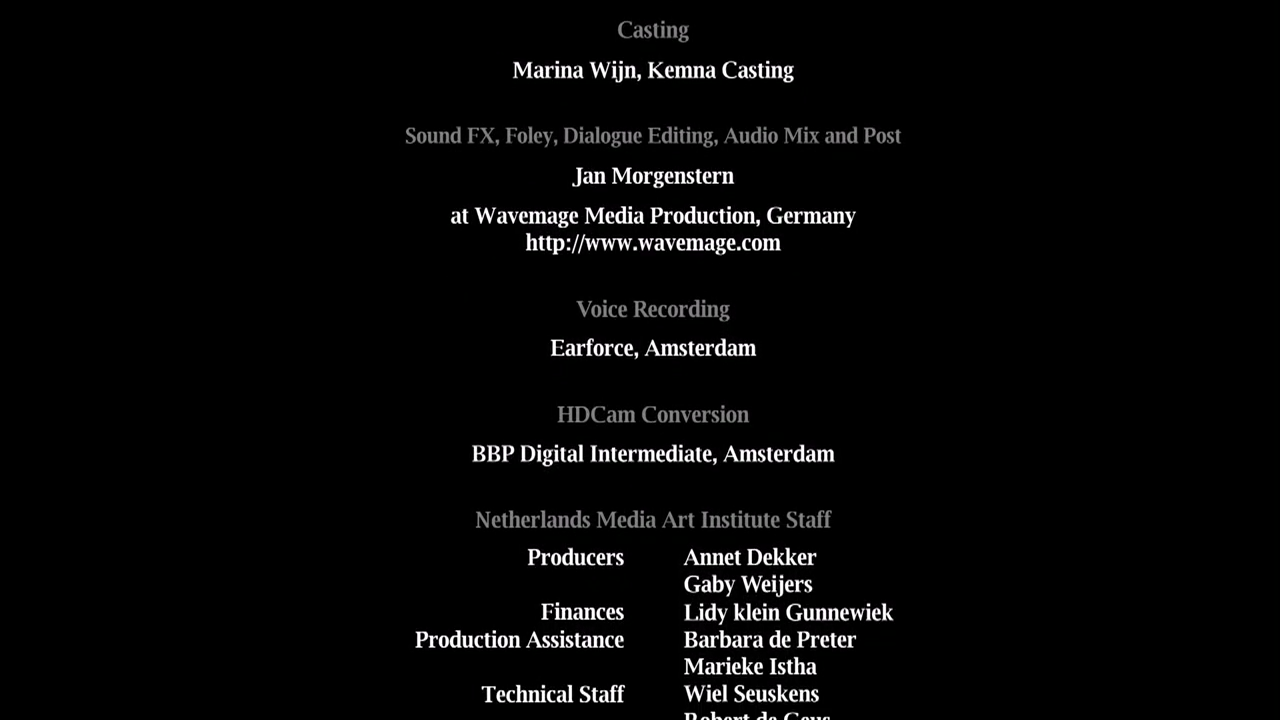 Casting
Marina Wijn, Kemna Casting
Sound FX, Foley, Dialogue Editing, Audio Mix and Post
Jan Morgenstern
at Wavemage Media Production, Germany
http://www.wavemage.com
Voice Recording
Earforce, Amsterdam
HDCam Conversion
BBP Digital Intermediate, Amsterdam
Netherlands Media Art Institute Staff
Producers Annet Dekker
Gaby Weijers
Finances Lidy klein Gunnewiek
Production Assistance Barbara de Preter
Marieke Istha
Technical Staff Wiel Seuskens
Robert de Geus